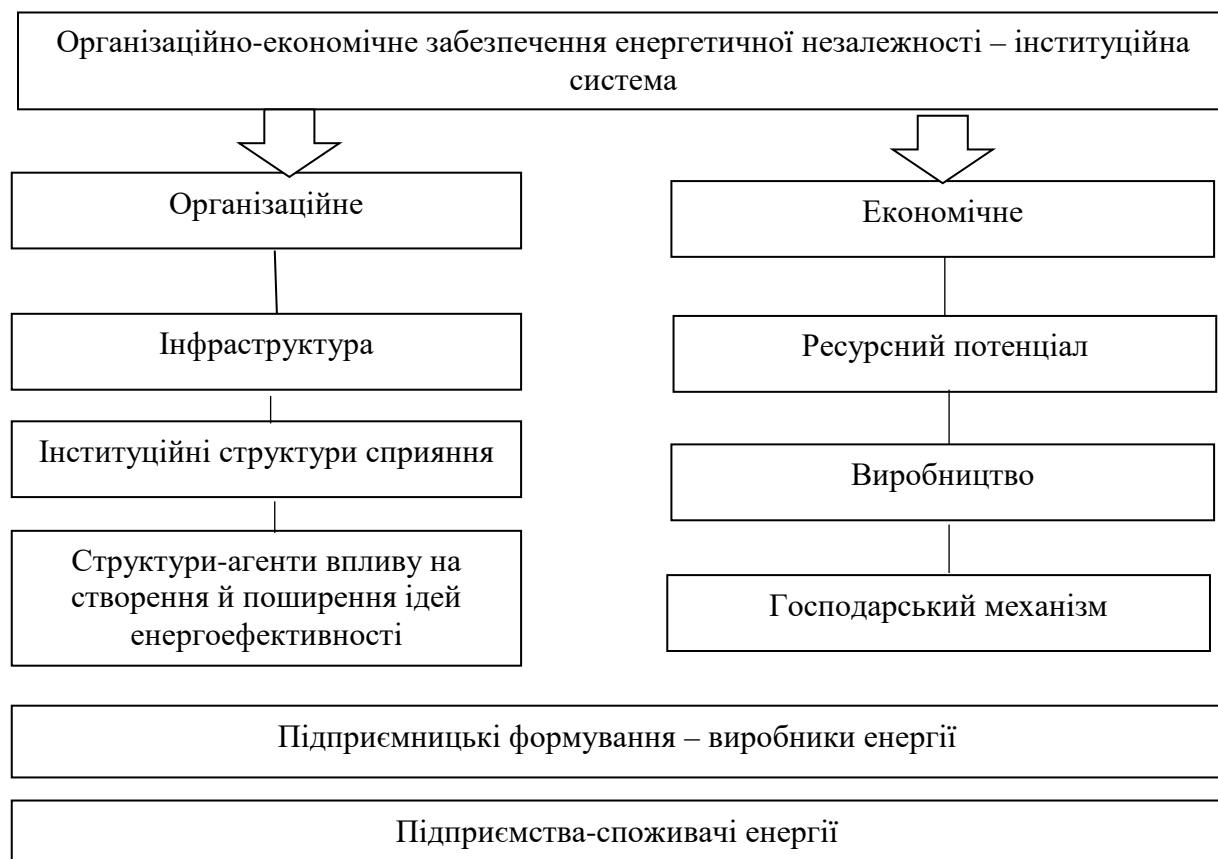 Організаційно-економічне забезпечення енергетичної незалежності – інституційна
система
Організаційне
Економічне
Інфраструктура
Ресурсний потенціал
Інституційні структури сприяння
Виробництво
Структури-агенти впливу на
створення й поширення ідей
енергоефективності
Господарський механізм
Підприємницькі формування – виробники енергії
Підприємства-споживачі енергії